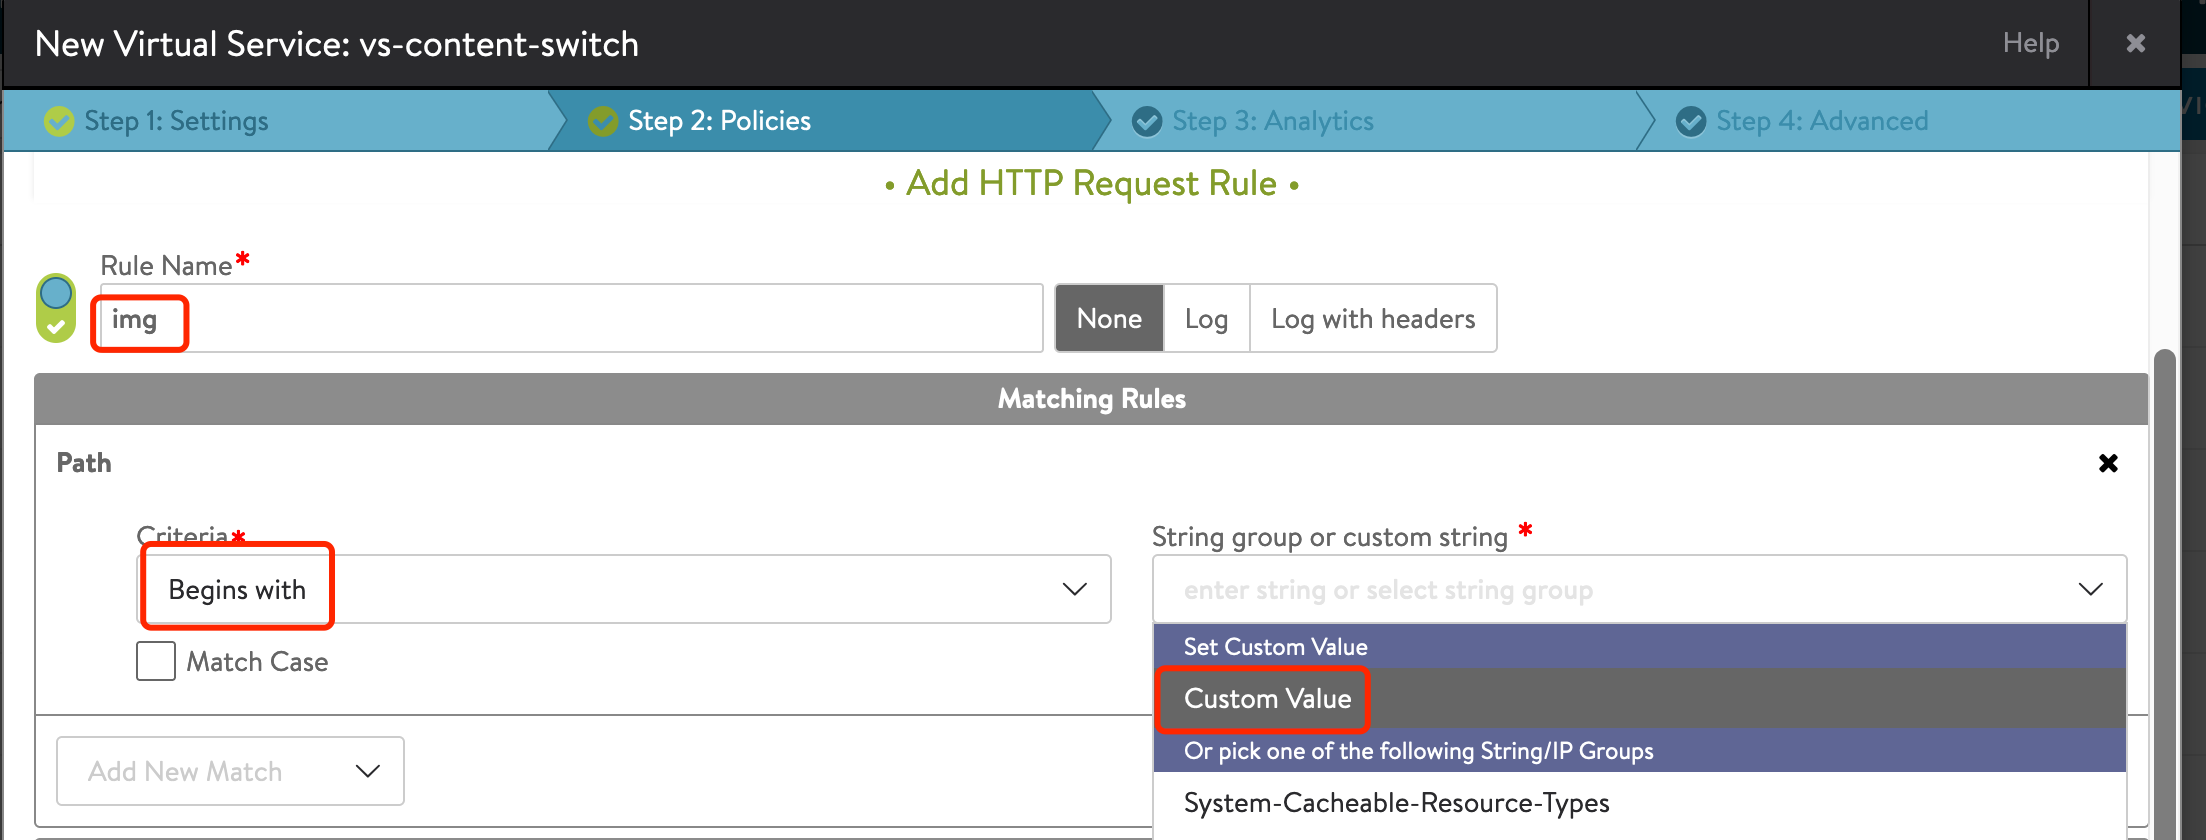 New Virtual Service: vs-content-switch
Help
Step 1: Settings
Step 2: Policies
Step 3: Analytics
Step 4: Advanced
• Add HTTP Request Rule •
Rule Name*
img
None
Log
Log with headers
Matching Rules
Path
Criteria*
String group or custom string *
Begins with
enter string or select string group
Match Case
Set Custom Value
Custom Value
Or pick one of the following String/IP Groups
Add New Match
System-Cacheable-Resource-Types